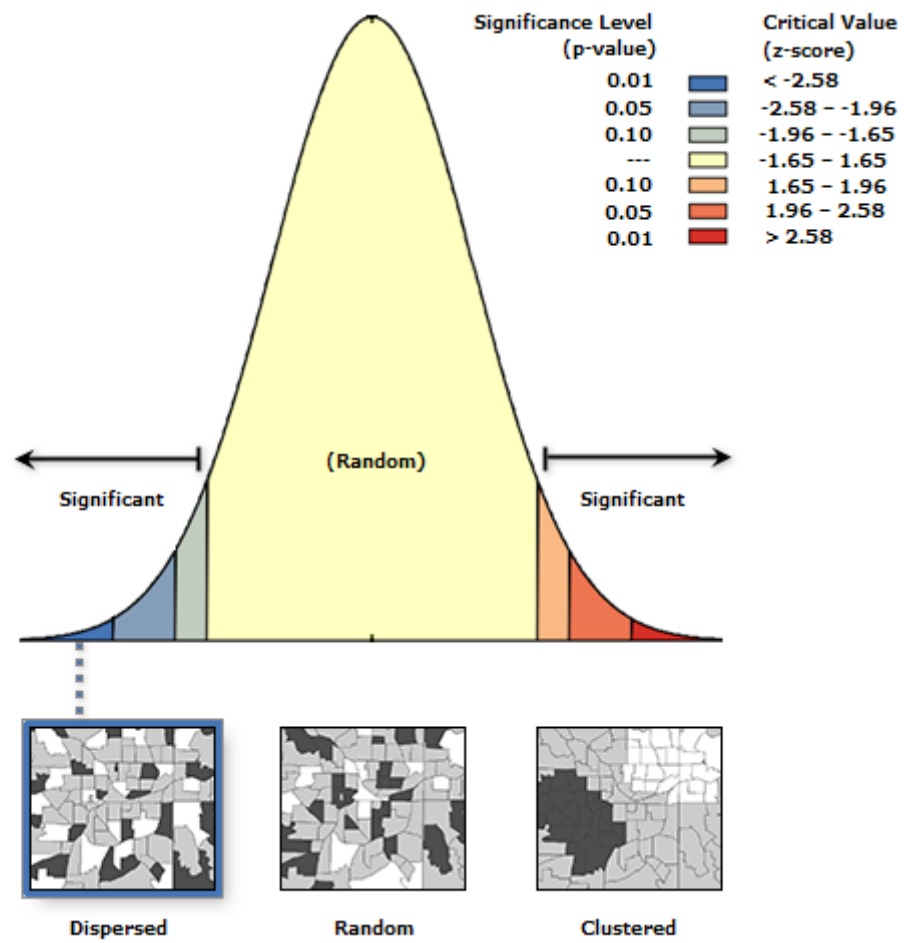 Significance Level Critical Value
(p-value) (z-score)
0.01 < -2.58
0.05 -2.58 – -1.96
0.10 -1.96 – -1.65
--- -1.65 – 1.65
0.10 1.65 – 1.96
0.05 1.96 – 2.58
0.01 > 2.58
(Random)
Significant Significant
Dispersed Random Clustered